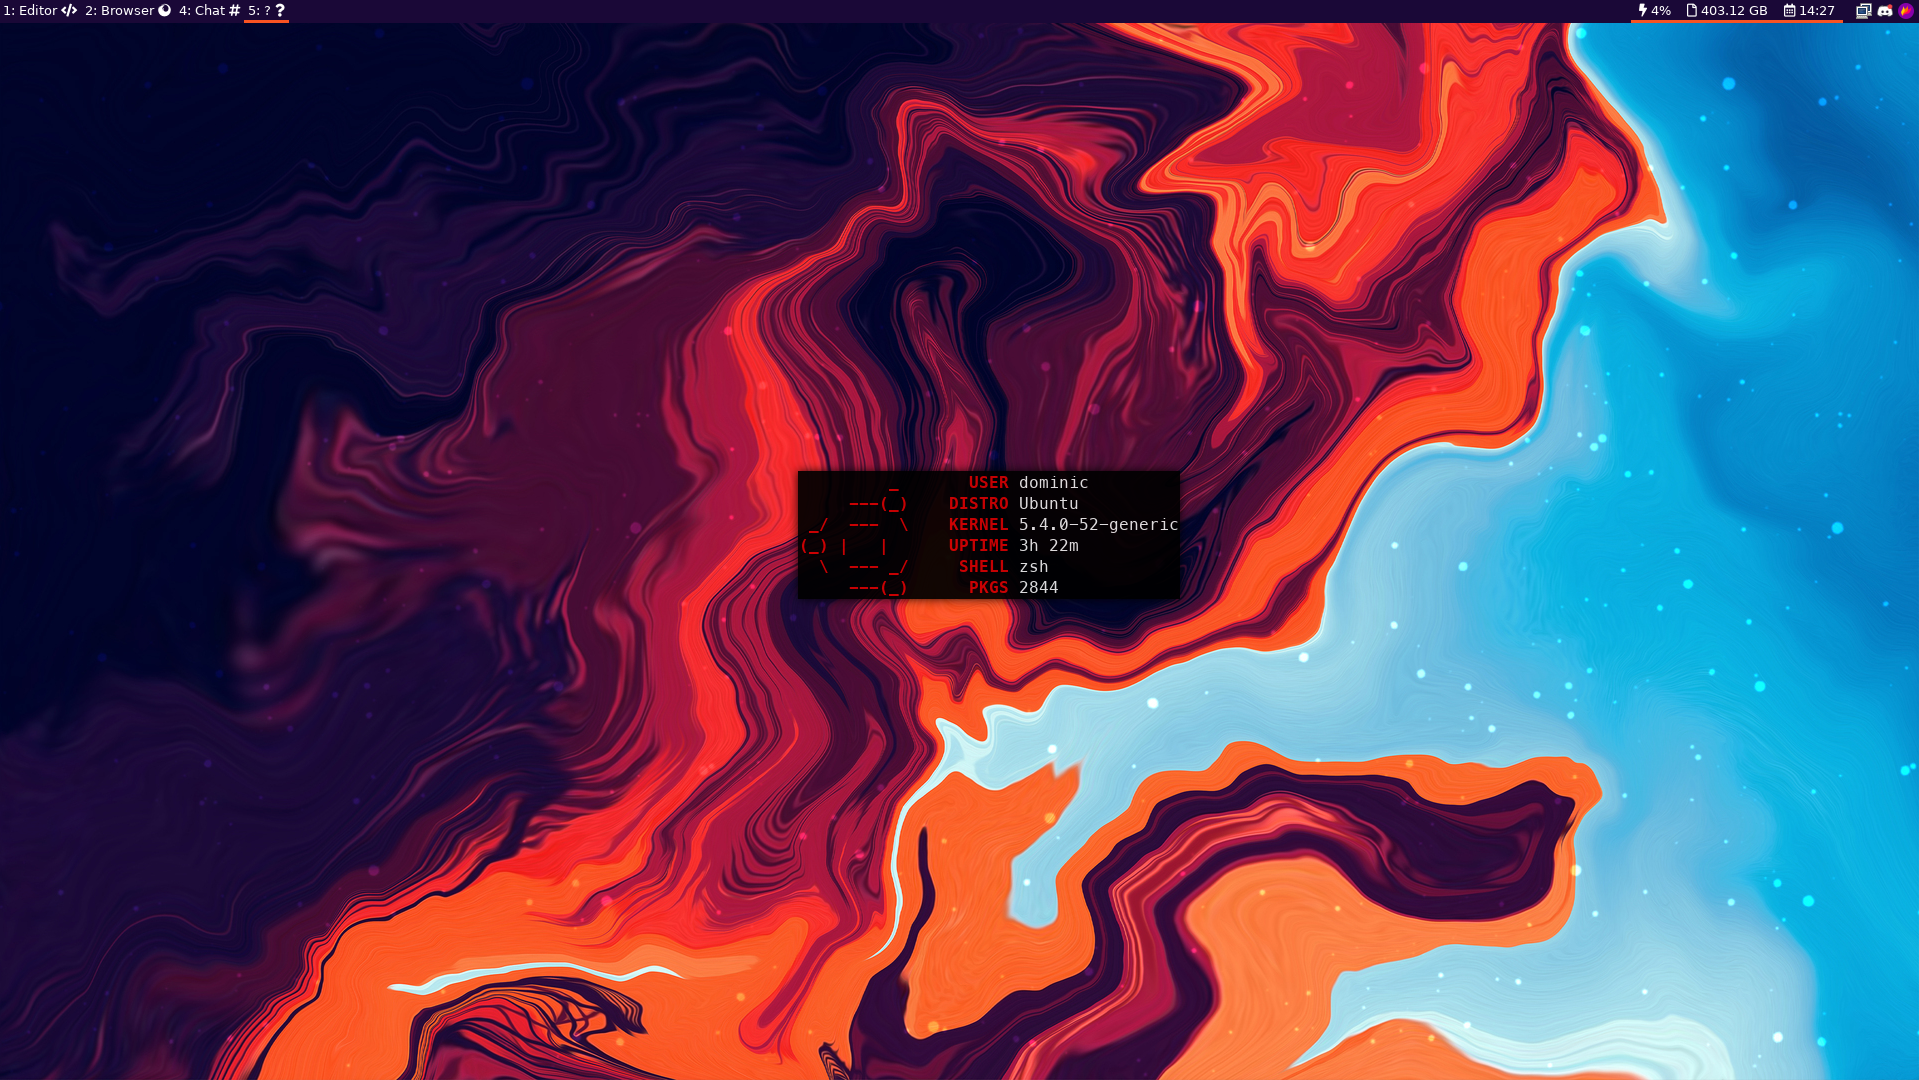 1: Editor 2: Browser 4: Chat # 5: ? ?
4% 403.12 GB 14:27
USER dominic
DISTRO Ubuntu
KERNEL 5.4.0-52-generic
UPTIME 3h 22m
SHELL zsh
PKGS 2844